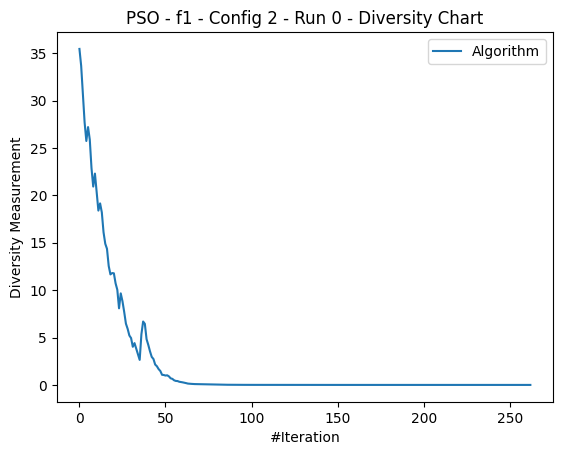 PSO - f1 - Config 2 - Run 0 - Diversity Chart
Algorithm
Diversity Measurement
35
30
25
20
15
10
5
0
0 50 100 150 200 250
#Iteration